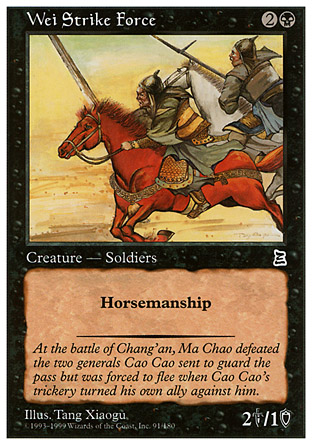 Wei Strike Force 2
Creature — Soldiers
Horsemanship
At the battle of Chang'an, Ma Chao defeated
the two generals Cao Cao sent to guard the
pass but was forced to flee when Cao Cao's
trickery turned his own ally against him.
Illus. Tang Xiaogu
©1993-1999 Wizards of the Coast, Inc. 91/180
2/1